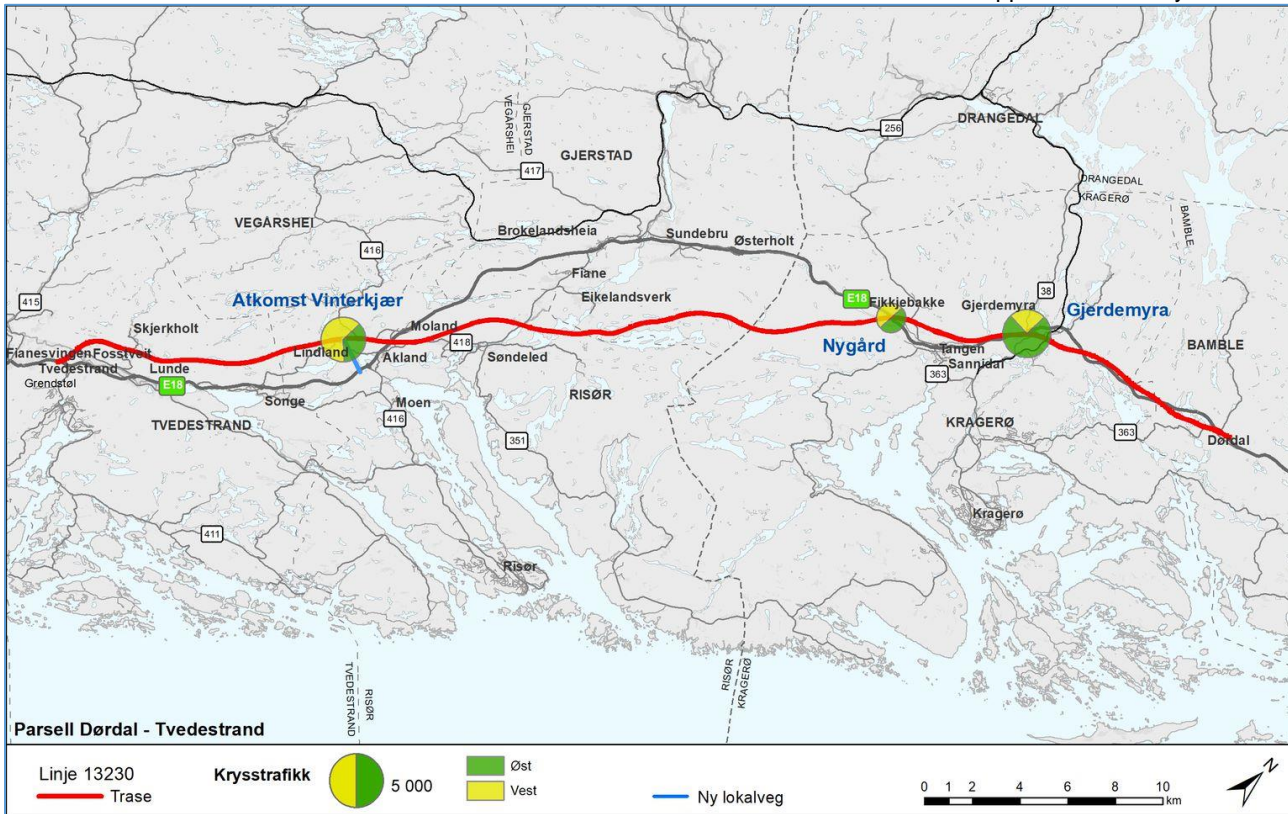 256
DRANGEDAL
GJERSTAD
VEGÅRSHEI
GJERSTAD
417
DRANGEDAL
KRAGERØ
BAMBLE
VEGÅRSHEI
416
Brokelandsheia
Sundebru
Østerholt
Fiane
38
415
Atkomst Vinterkjær
Eikelandsverk
E18
Fikkjebakke
Gjerdemyra
Gjerdemyra
Skjerkholt
Moland
Fianesvingen
Fosstveit
Lindland
Akland
418
Søndeled
Nygård
Tangen
Sannidal
BAMBLE
Tvedestrand
Lunde
Grendstøl
E18
363
Songe
Moen
RISØR
TVEDESTRAND
416
351
KRAGERØ
363
Dørdal
Kragerø
411
Risør
RISØR
TVEDESTRAND
RISØR
KRAGERØ
Parsell Dørdal - Tvedestrand
Linje 13230
Trase
Krysstrafikk
5 000
Øst
Vest
Ny lokalveg
0 1 2 4 6 8 10
km
N